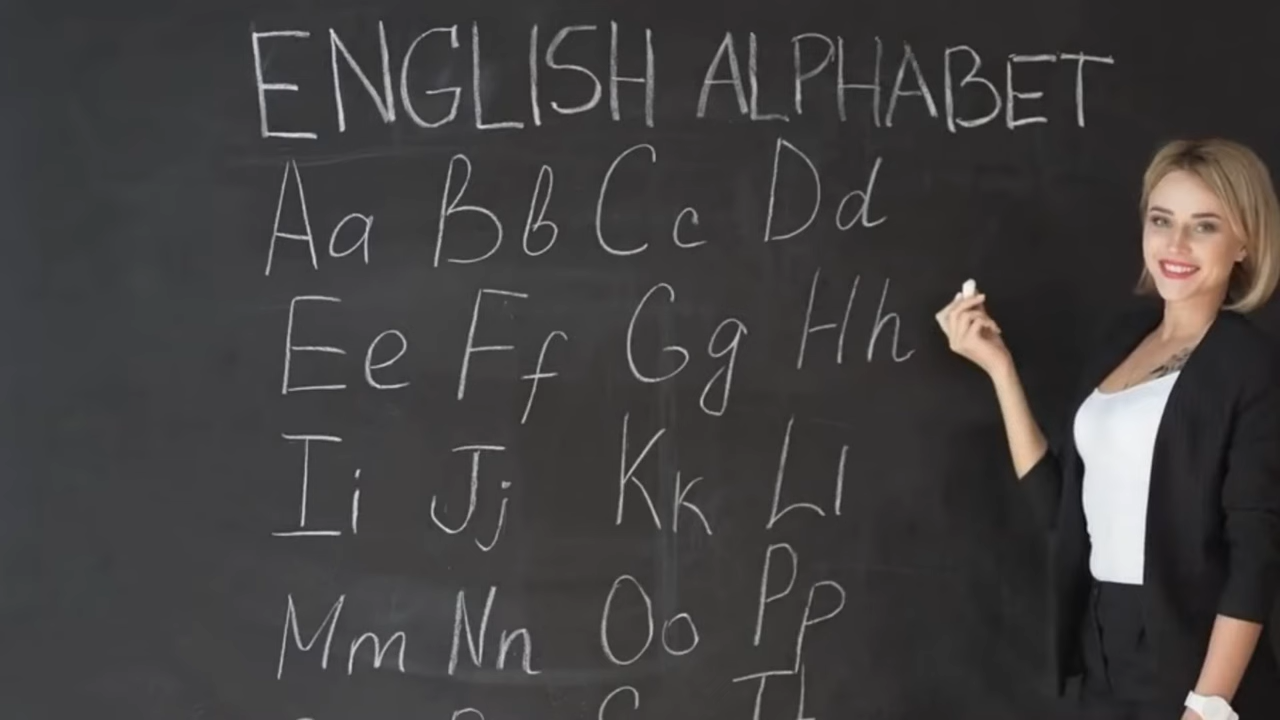 ENGLISH ALPHABET
Aa Bb Cc Dd
Ee Ff Gg Hh
Ii Jj Kk Ll
Mm Nn Oo Pp